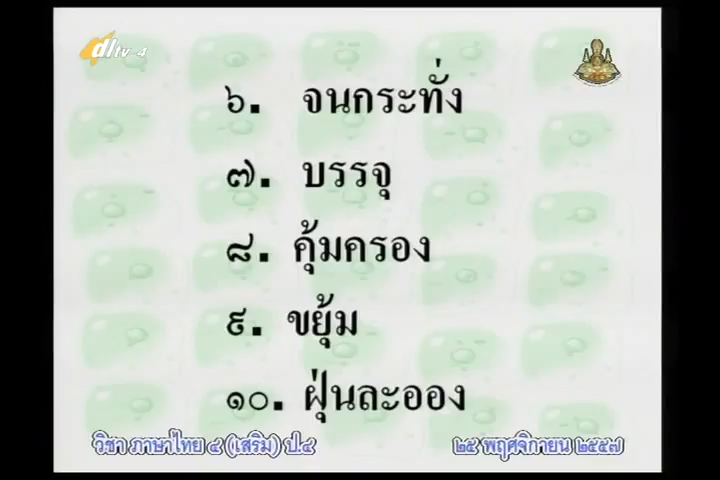 dltv-4
๖. จนกระทั่ง
๗. บรรจุ
๘. คุ้มครอง
๙. ขยุ้ม
๑๐. ฝุ่นละออง
วิชา ภาษาไทย ๔ (เสริม) ป.๔ ๒๕ พฤศจิกายน ๒๕๕๗